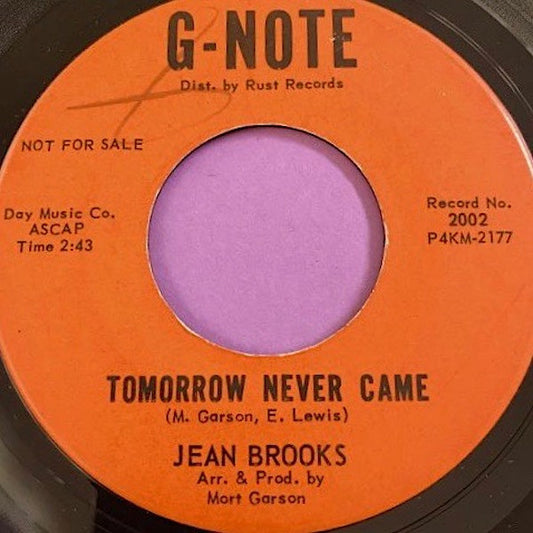 G-NOTE
Dist. by Rust Records
NOT FOR SALE
Day Music Co.
ASCAP
Time 2:43
Record No.
2002
P4KM-2177
TOMORROW NEVER CAME
(M. Garson, E. Lewis)
JEAN BROOKS
Arr. & Prod. by
Mort Garson